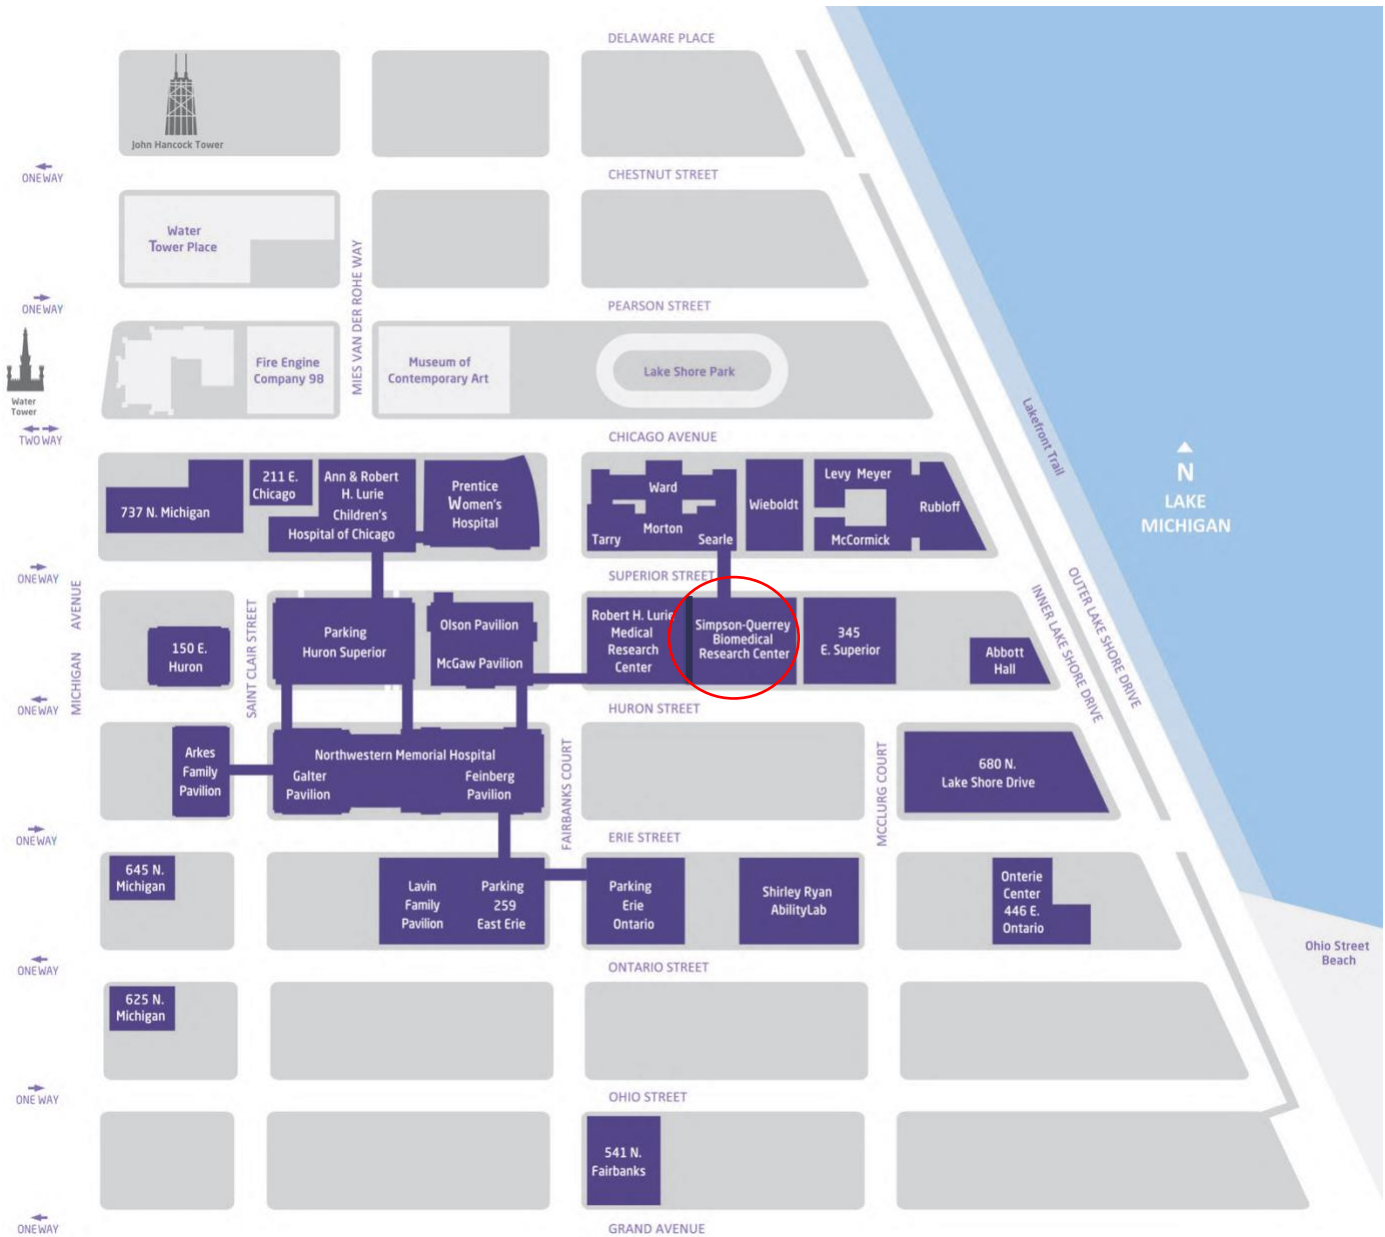 DELAWARE PLACE
John Hancock Tower
ONEWAY
CHESTNUT STREET
Water
Tower Place
MIES VAN DER ROHE WAY
ONEWAY
PEARSON STREET
Water
Tower
Fire Engine
Company 98
Museum of
Contemporary Art
Lake Shore Park
Lakefront Trail
TWOWAY
CHICAGO AVENUE
N
LAKE
MICHIGAN
737 N. Michigan
211 E.
Chicago
Ann & Robert
H. Lurie
Children's
Hospital of Chicago
Prentice
Women's
Hospital
Ward
Morton
Tarry
Searle
Wieboldt
Levy Meyer
McCormick
Rubloff
ONEWAY
SUPERIOR STREET
MICHIGAN AVENUE
SAINT CLAIR STREET
150 E.
Huron
Parking
Huron Superior
Olson Pavilion
McGaw Pavilion
Robert H. Lurie
Medical
Research
Center
Simpson-Querrey
Biomedical
Research Center
345
E. Superior
Abbott
Hall
INNER LAKE SHORE DRIVE
OUTER LAKE SHORE DRIVE
ONEWAY
HURON STREET
Arkes
Family
Pavilion
Northwestern Memorial Hospital
Galter
Pavilion
Feinberg
Pavilion
FAIRBANKS COURT
MCCLURG COURT
680 N.
Lake Shore Drive
ONEWAY
ERIE STREET
645 N.
Michigan
Lavin
Family
Pavilion
Parking
259
East Erie
Parking
Erie
Ontario
Shirley Ryan
AbilityLab
Onterie
Center
446 E.
Ontario
Ohio Street
Beach
ONEWAY
ONTARIO STREET
625 N.
Michigan
ONE WAY
OHIO STREET
541 N.
Fairbanks
ONEWAY
GRAND AVENUE